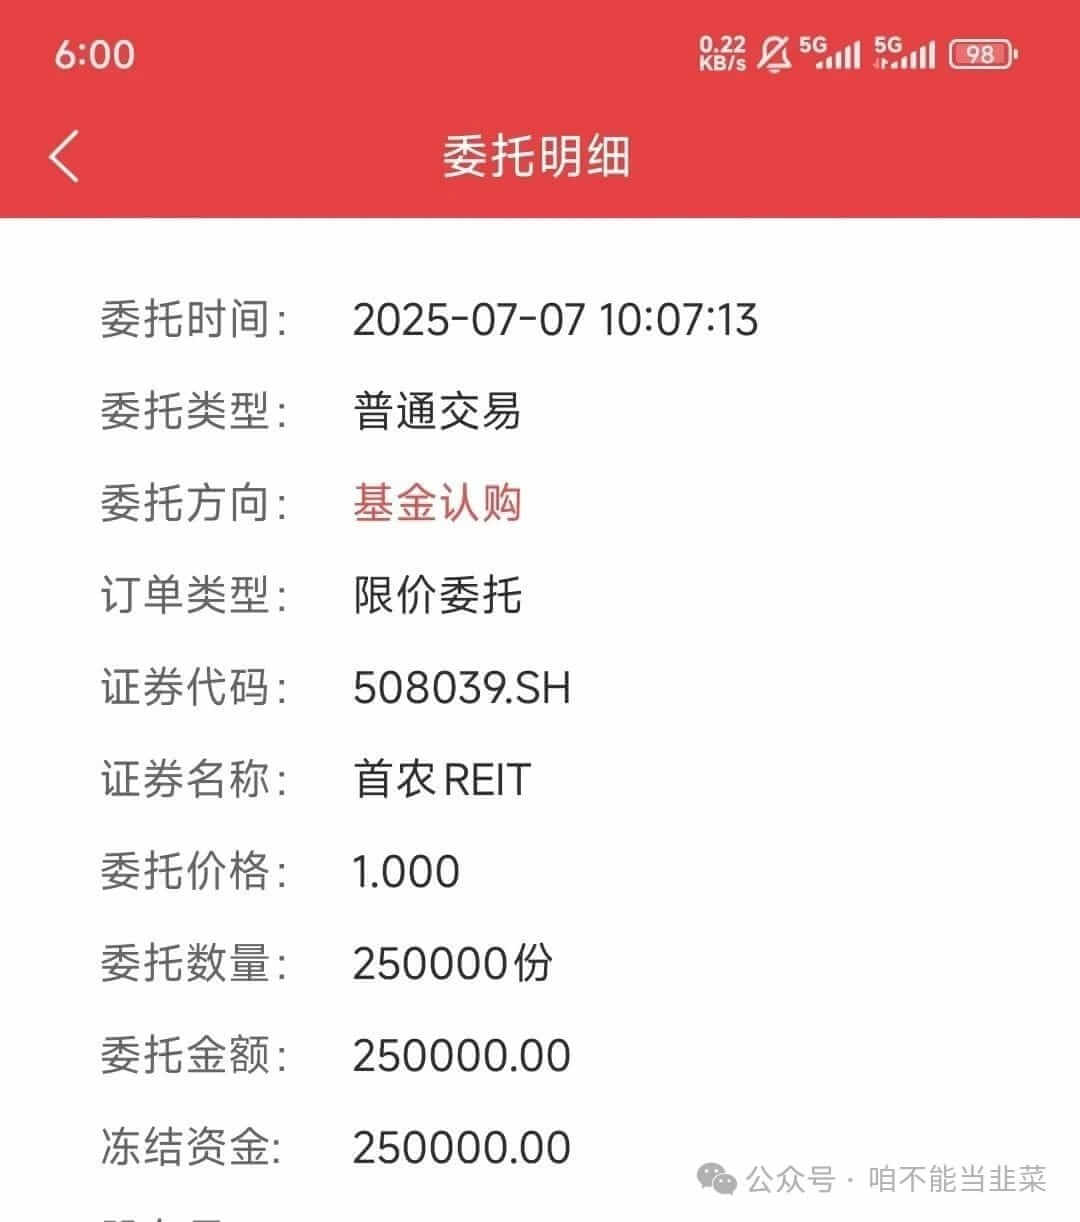 6:00 0.22 KB/s 5G 5G 98
委托明细
委托时间: 2025-07-07 10:07:13
委托类型: 普通交易
委托方向: 基金认购
订单类型: 限价委托
证券代码: 508039.SH
证券名称: 首农REIT
委托价格: 1.000
委托数量: 250000份
委托金额: 250000.00
冻结资金: 250000.00
公众号 · 咱不能当韭菜